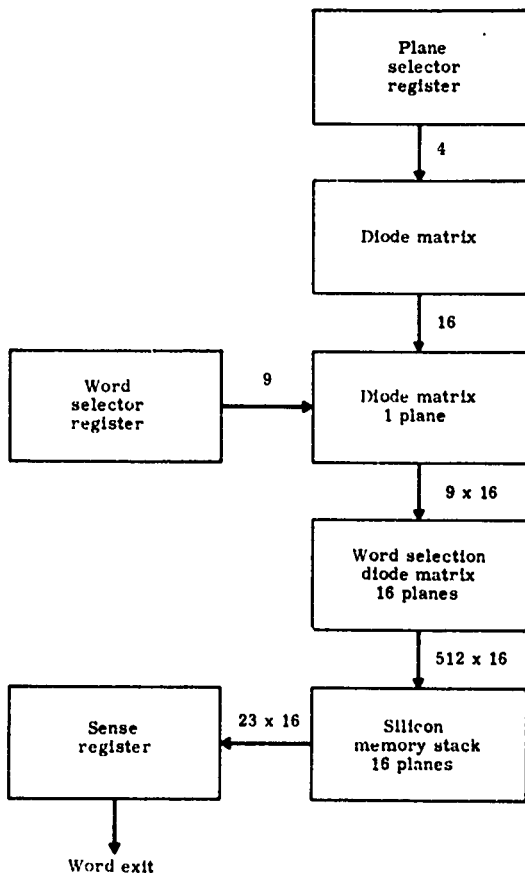 Plane
selector
register
4
Diode matrix
16
Word
selector
register
9
Diode matrix
1 plane
9 x 16
Word selection
diode matrix
16 planes
512 x 16
Sense
register
23 x 16
Silicon
memory stack
16 planes
Word exit